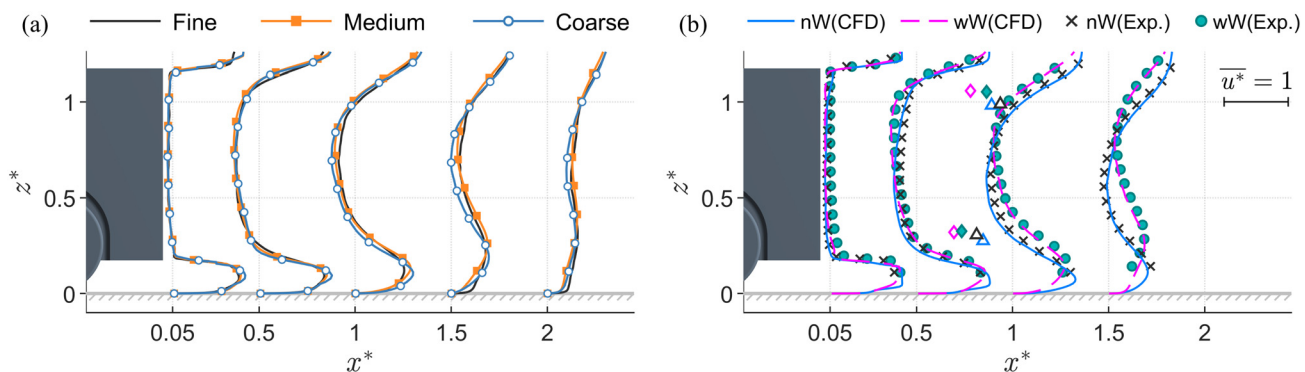 (a) Fine Medium Coarse
z*
1
0.5
0
0.05 0.5 1 1.5 2
x*
(b) nW(CFD) wW(CFD) nW(Exp.) wW(Exp.)
u̅*̅ = 1
z*
1
0.5
0
0.05 0.5 1 1.5 2
x*